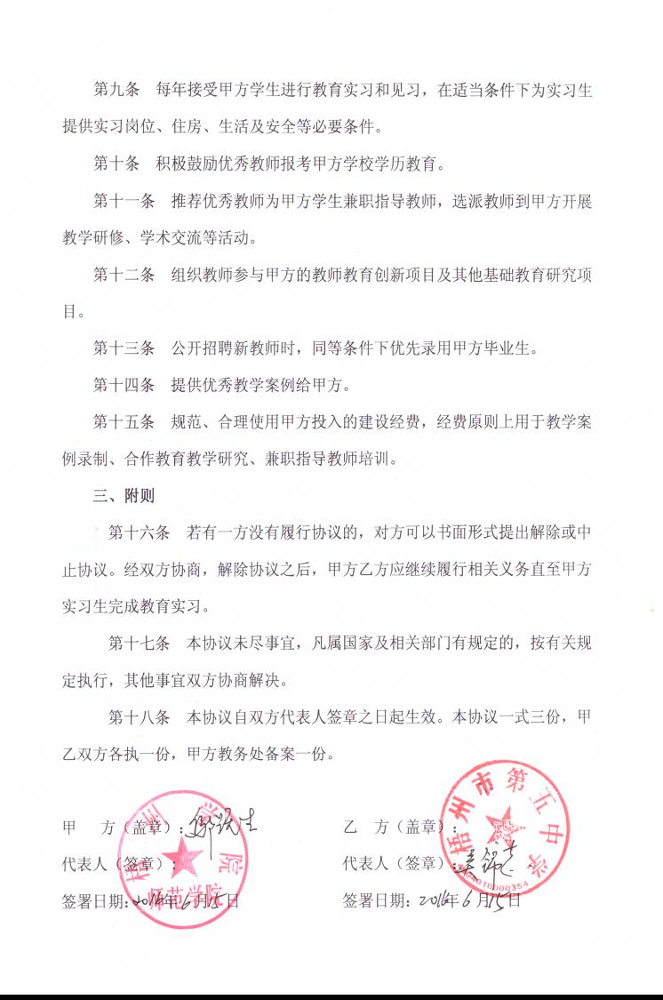 第九条　每年接受甲方学生进行教育实习和见习，在适当条件下为实习生
提供实习岗位、住房、生活及安全等必要条件。
第十条　积极鼓励优秀教师报考甲方学校学历教育。
第十一条　推荐优秀教师为甲方学生兼职指导教师，选派教师到甲方开展
教学研修、学术交流等活动。
第十二条　组织教师参与甲方的教师教育创新项目及其他基础教育研究项
目。
第十三条　公开招聘新教师时，同等条件下优先录用甲方毕业生。
第十四条　提供优秀教学案例给甲方。
第十五条　规范、合理使用甲方投入的建设经费，经费原则上用于教学案
例录制、合作教育教学研究、兼职指导教师培训。
三、附则
第十六条　若有一方没有履行协议的，对方可以书面形式提出解除或中
止协议。经双方协商，解除协议之后，甲方乙方应继续履行相关义务直至甲方
实习生完成教育实习。
第十七条　本协议未尽事宜，凡属国家及相关部门有规定的，按有关规
定执行，其他事宜双方协商解决。
第十八条　本协议自双方代表人签章之日起生效。本协议一式三份，甲
乙双方各执一份，甲方教务处备案一份。
甲　方（盖章）：
代表人（签章）：
签署日期：2016年6月15日
梧州学院
师范学院
乙　方（盖章）：
代表人（签章）：
签署日期：2016年6月15日
梧州市第五中学